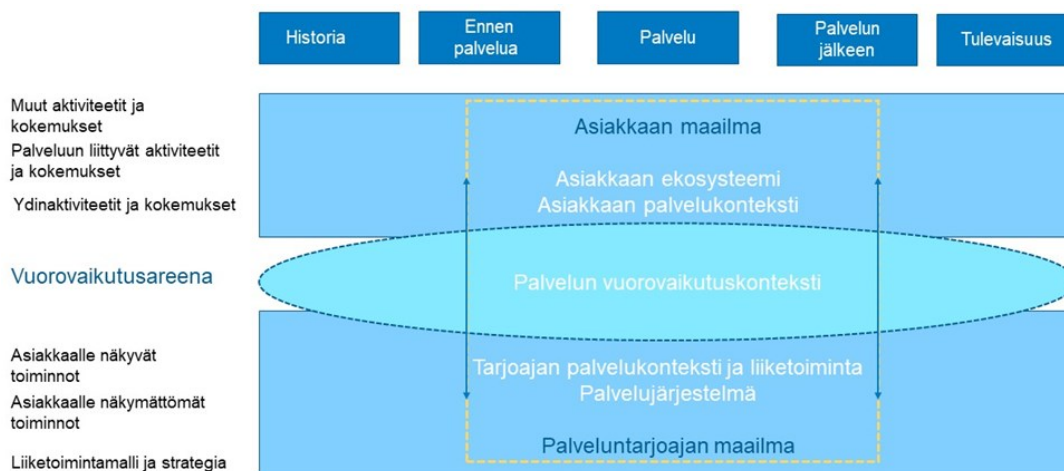 Historia
Ennen
palvelua
Palvelu
Palvelun
jälkeen
Tulevaisuus
Muut aktiviteetit ja
kokemukset
Palveluun liittyvät aktiviteetit
ja kokemukset
Ydinaktiviteetit ja kokemukset
Asiakkaan maailma
Asiakkaan ekosysteemi
Asiakkaan palvelukonteksti
Vuorovaikutusareena
Palvelun vuorovaikutuskonteksti
Asiakkaalle näkyvät
toiminnot
Asiakkaalle näkymättömät
toiminnot
Liiketoimintamalli ja strategia
Tarjoajan palvelukonteksti ja liiketoiminta
Palvelujärjestelmä
Palveluntarjoajan maailma